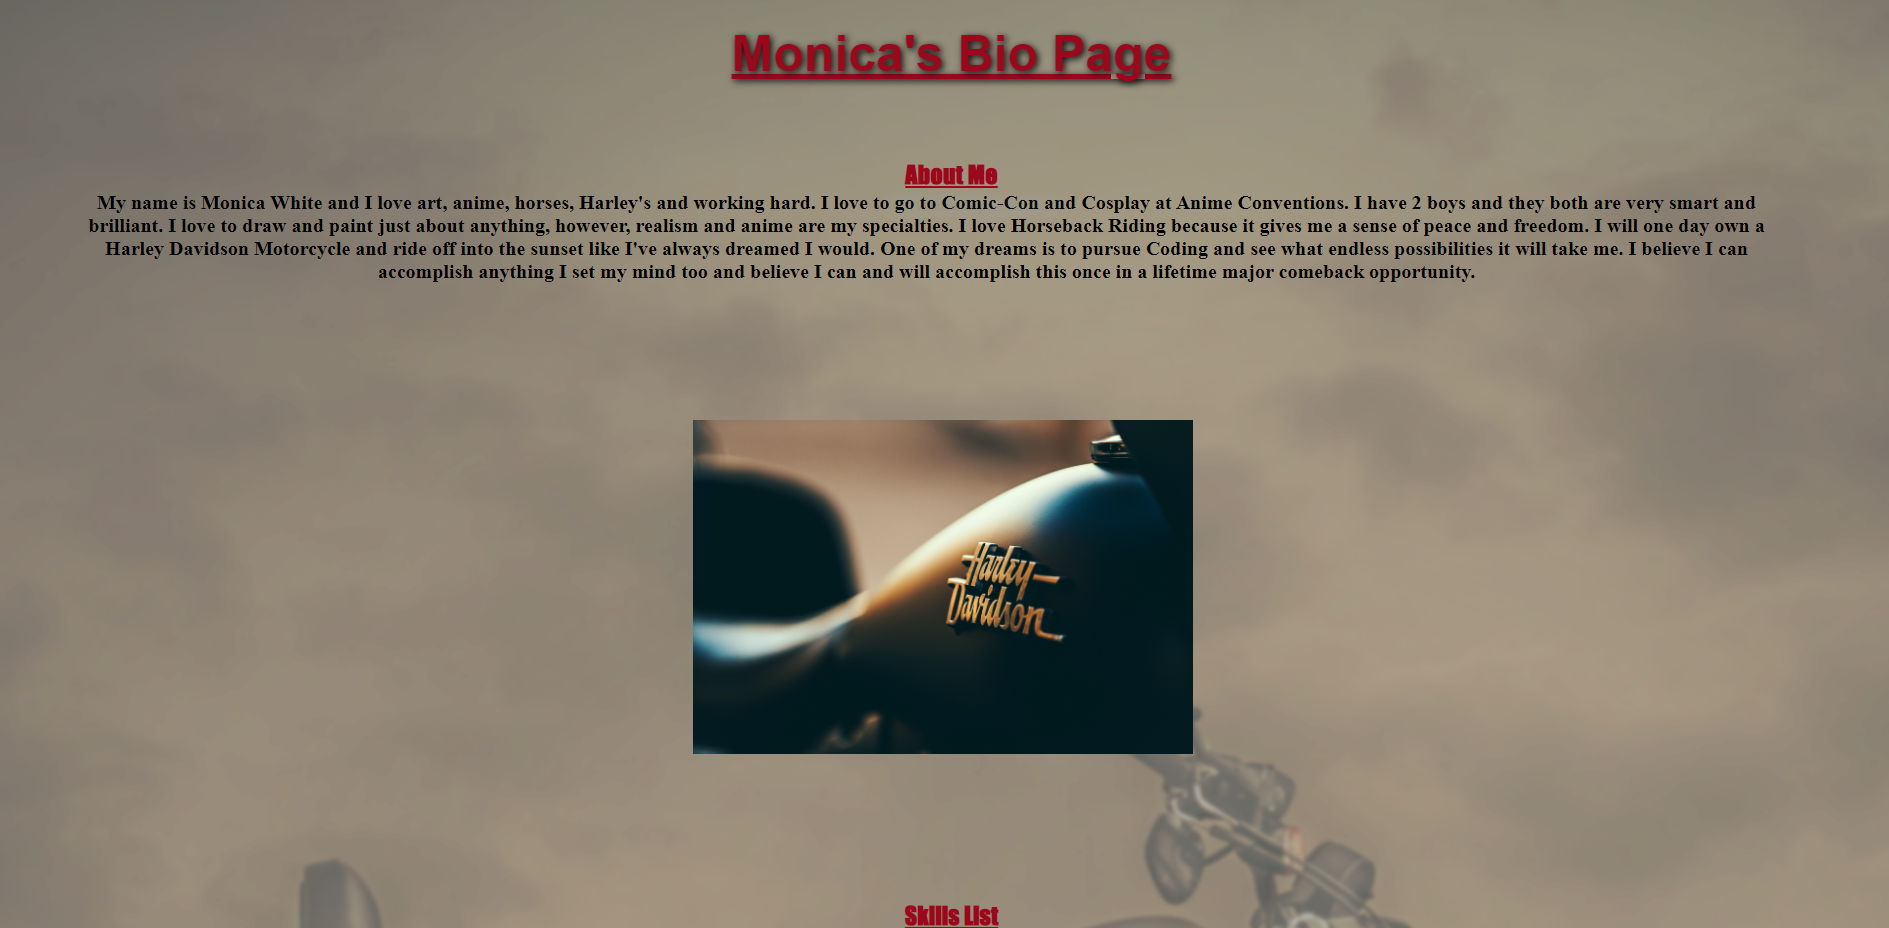 Monica's Bio Page
About Me
My name is Monica White and I love art, anime, horses, Harley's and working hard. I love to go to Comic-Con and Cosplay at Anime Conventions. I have 2 boys and they both are very smart and
brilliant. I love to draw and paint just about anything, however, realism and anime are my specialties. I love Horseback Riding because it gives me a sense of peace and freedom. I will one day own a
Harley Davidson Motorcycle and ride off into the sunset like I've always dreamed I would. One of my dreams is to pursue Coding and see what endless possibilities it will take me. I believe I can
accomplish anything I set my mind too and believe I can and will accomplish this once in a lifetime major comeback opportunity.
Harley
Davidson
Skills List